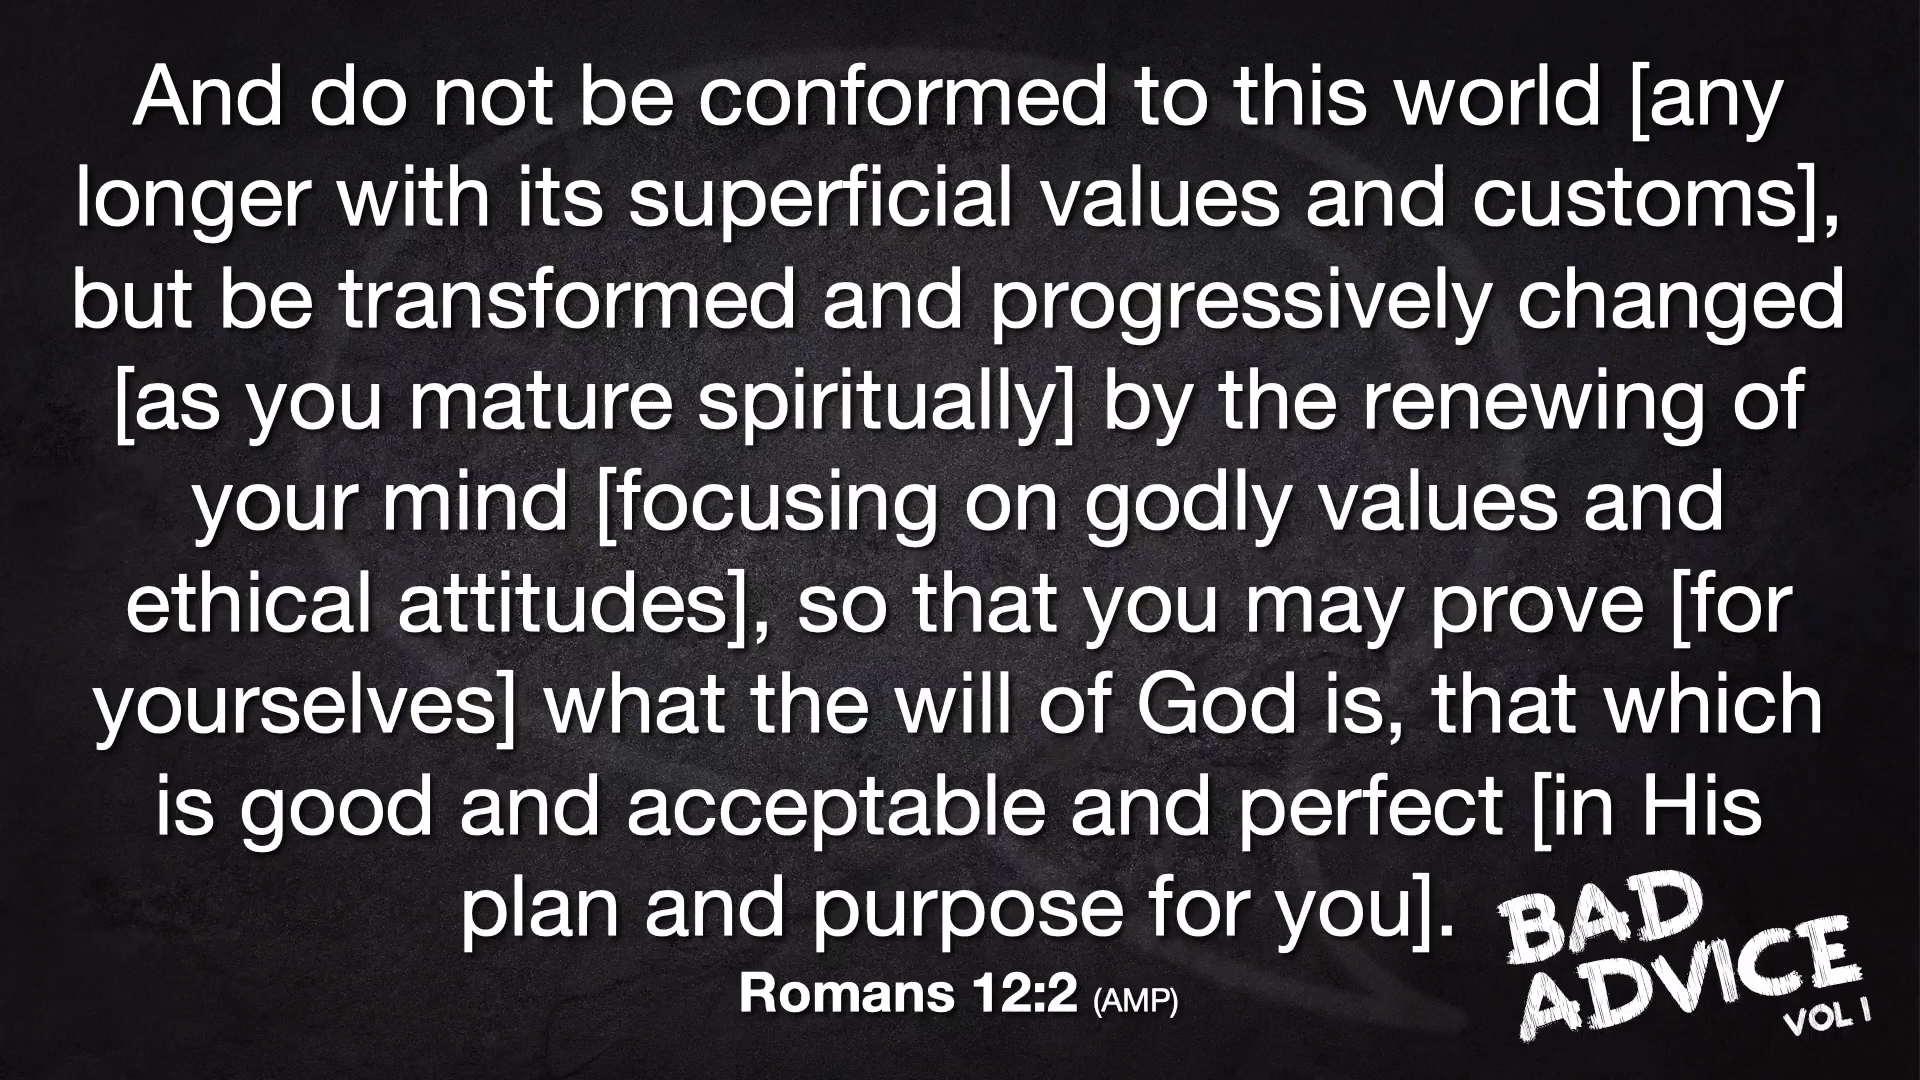 And do not be conformed to this world [any
longer with its superficial values and customs],
but be transformed and progressively changed
[as you mature spiritually] by the renewing of
your mind [focusing on godly values and
ethical attitudes], so that you may prove [for
yourselves] what the will of God is, that which
is good and acceptable and perfect [in His
plan and purpose for you].
Romans 12:2 (AMP)
BAD
ADVICE
VOL 1